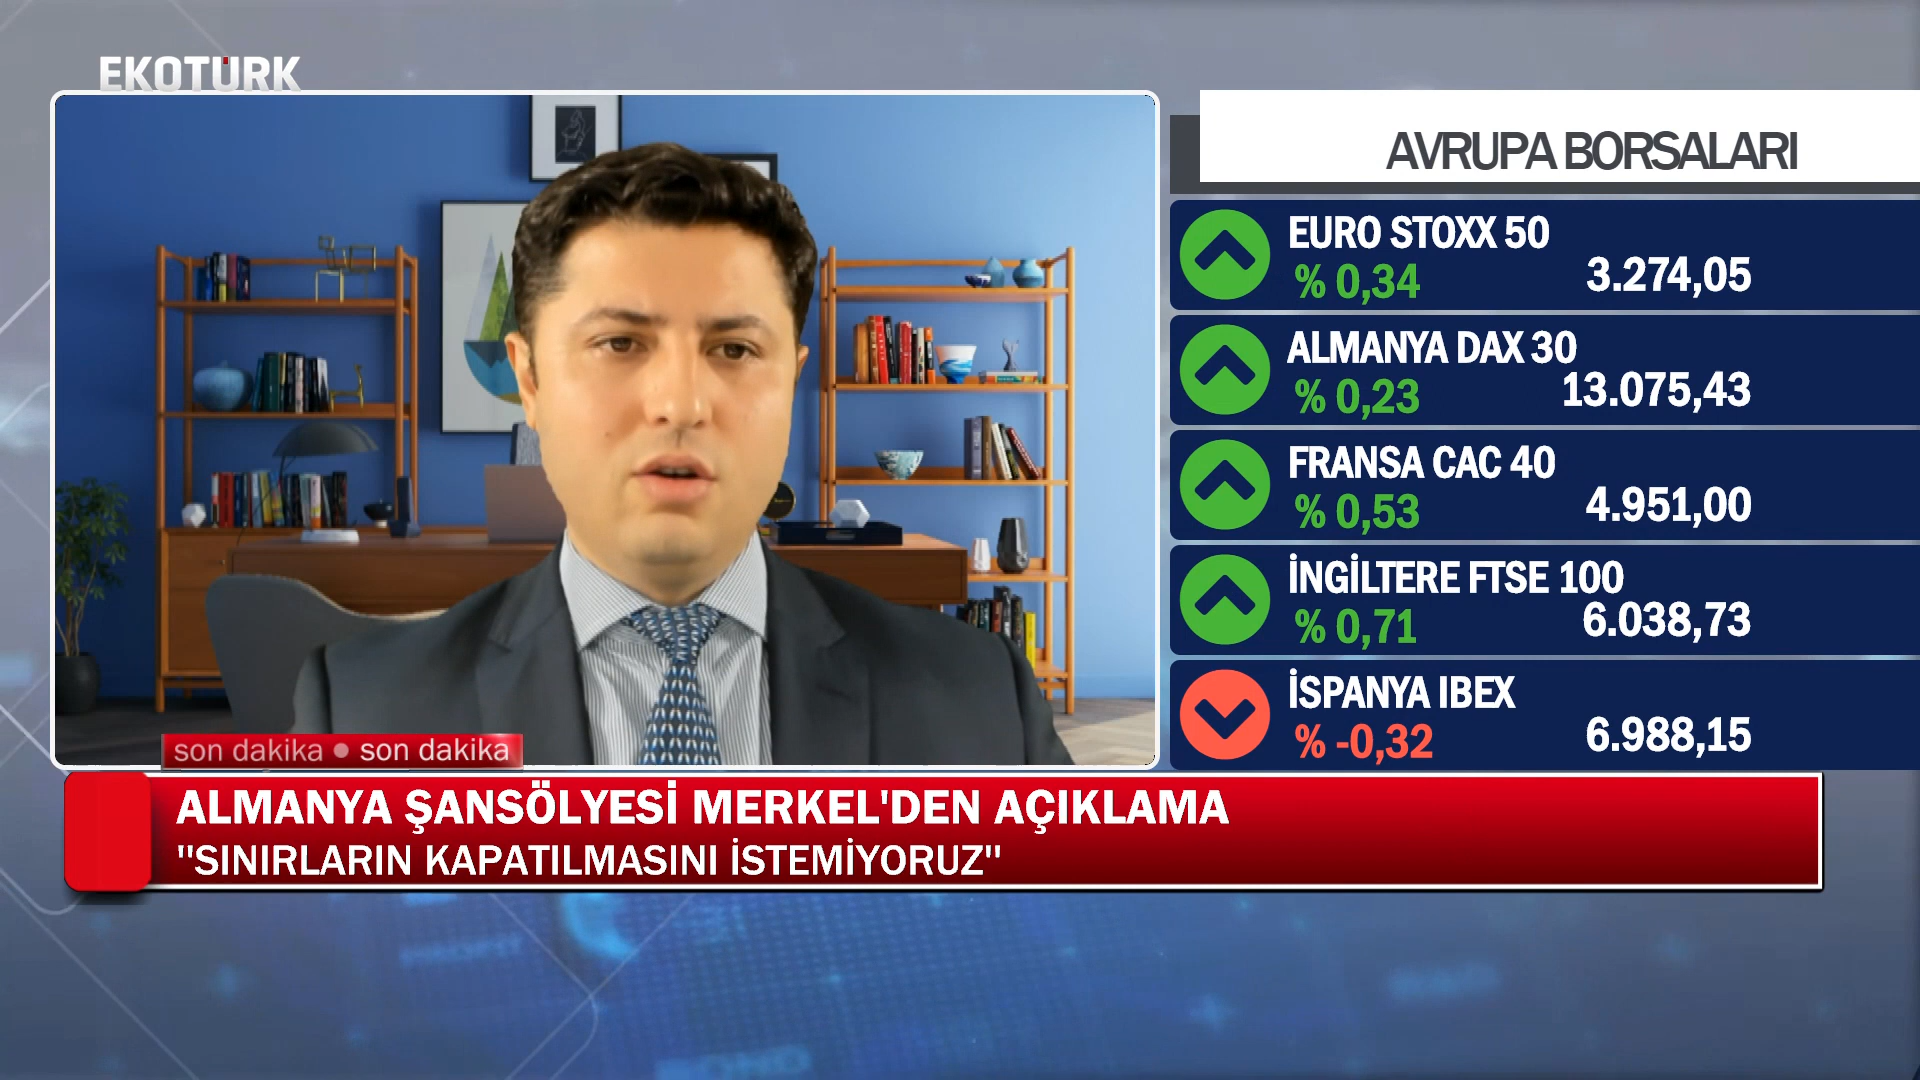 EKOTÜRK
AVRUPA BORSALARI
EURO STOXX 50
% 0,34
3.274,05
ALMANYA DAX 30
% 0,23
13.075,43
FRANSA CAC 40
% 0,53
4.951,00
İNGİLTERE FTSE 100
% 0,71
6.038,73
İSPANYA IBEX
% -0,32
6.988,15
son dakika • son dakika
ALMANYA ŞANSÖLYESİ MERKEL'DEN AÇIKLAMA
"SINIRLARIN KAPATILMASINI İSTEMİYORUZ"